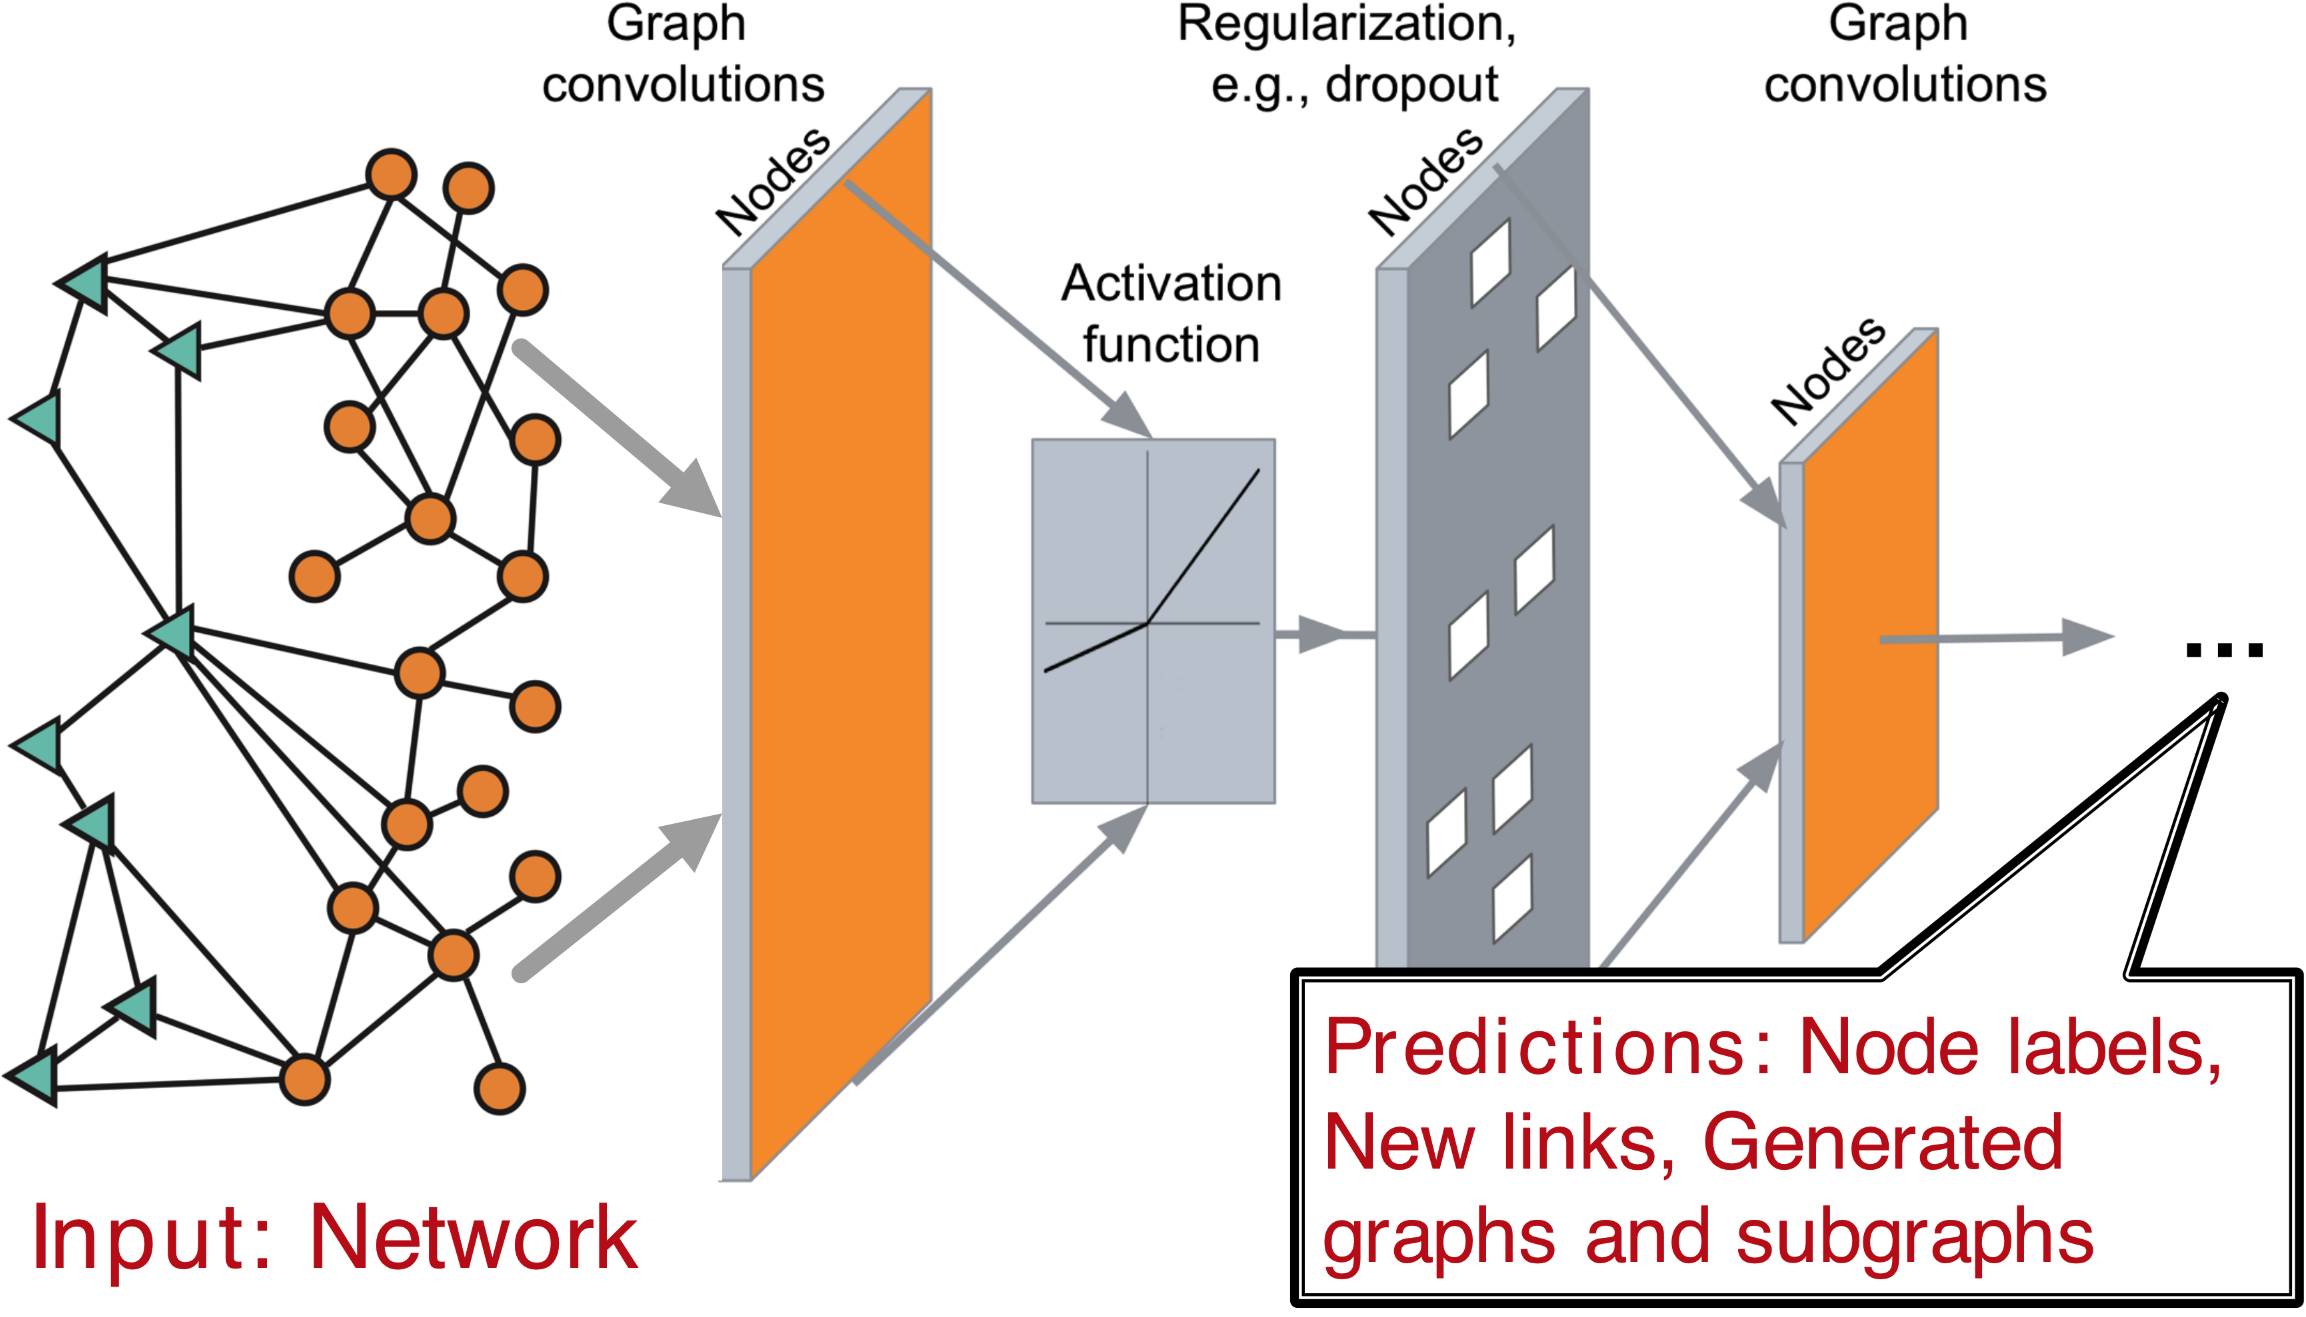 Graph
convolutions
Regularization,
e.g., dropout
Graph
convolutions
Nodes
Nodes
Activation
function
Nodes
...
Predictions: Node labels,
New links, Generated
graphs and subgraphs
Input: Network